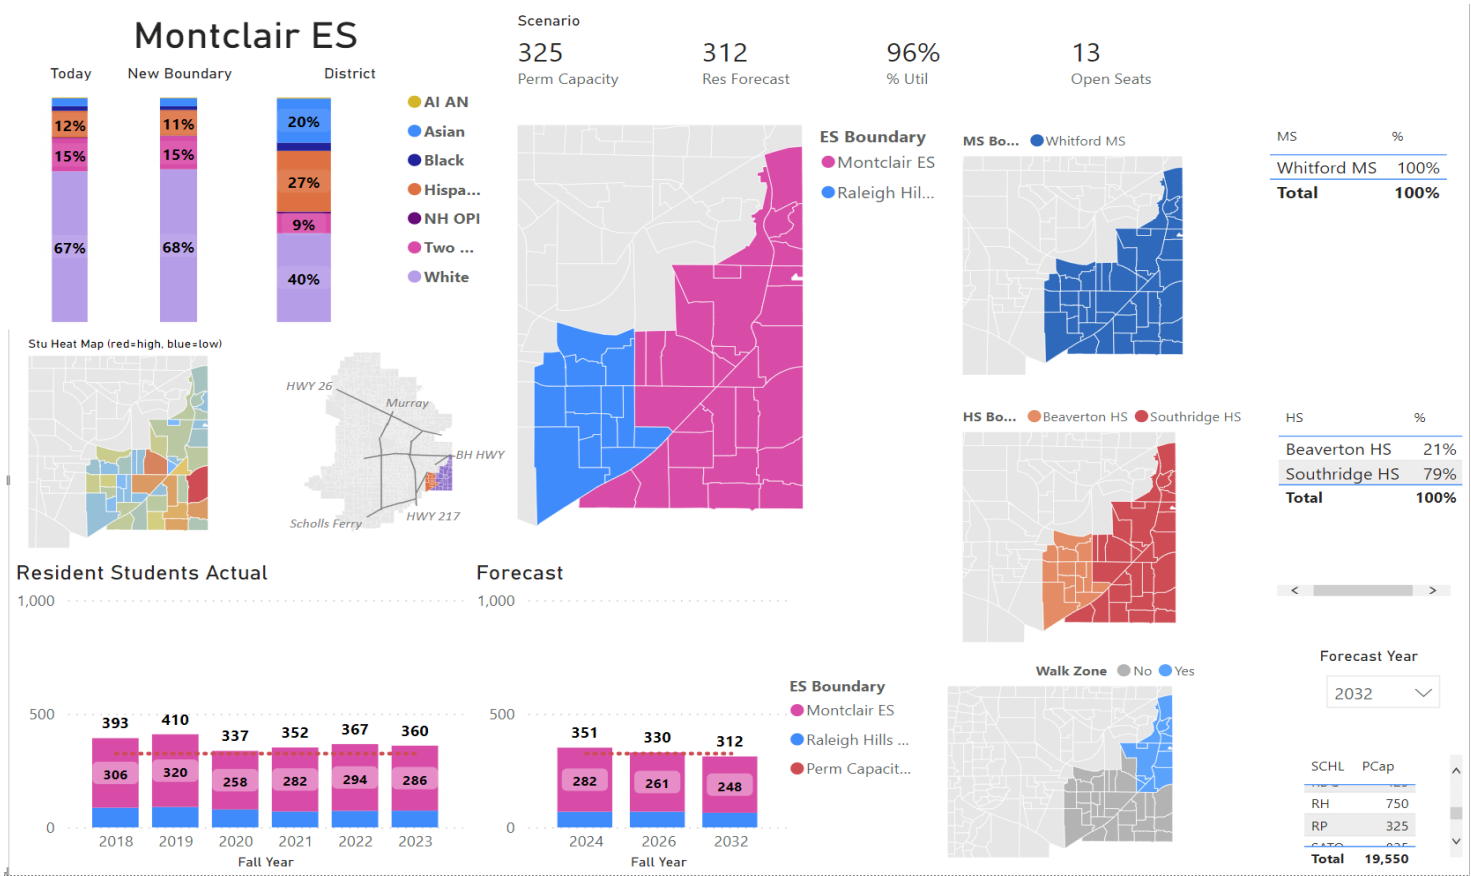 Montclair ES
Today
New Boundary
District
12%
15%
67%
11%
15%
68%
20%
27%
9%
40%
AI AN
Asian
Black
Hispa...
NH OPI
Two ...
White
Scenario
325
Perm Capacity
312
Res Forecast
96%
% Util
13
Open Seats
ES Boundary
Montclair ES
Raleigh Hil...
MS Bo... Whitford MS
MS %
Whitford MS 100%
Total 100%
Stu Heat Map (red=high, blue=low)
HWY 26
Murray
BH HWY
HWY 217
Scholls Ferry
HS Bo... Beaverton HS Southridge HS
HS %
Beaverton HS 21%
Southridge HS 79%
Total 100%
Resident Students Actual
1,000
500
0
393
410
337
352
367
360
306
320
258
282
294
286
2018
2019
2020
2021
2022
2023
Fall Year
Forecast
1,000
500
0
351
330
312
282
261
248
2024
2026
2032
Fall Year
ES Boundary
Montclair ES
Raleigh Hills ...
Perm Capacit...
Walk Zone No Yes
Forecast Year
2032
SCHL PCap
RH 750
RP 325
Total 19,550